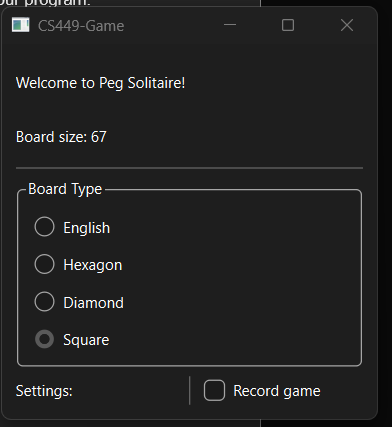 our program.
CS449-Game
Welcome to Peg Solitaire!
Board size: 67
Board Type
English
Hexagon
Diamond
Square
Settings:
Record game